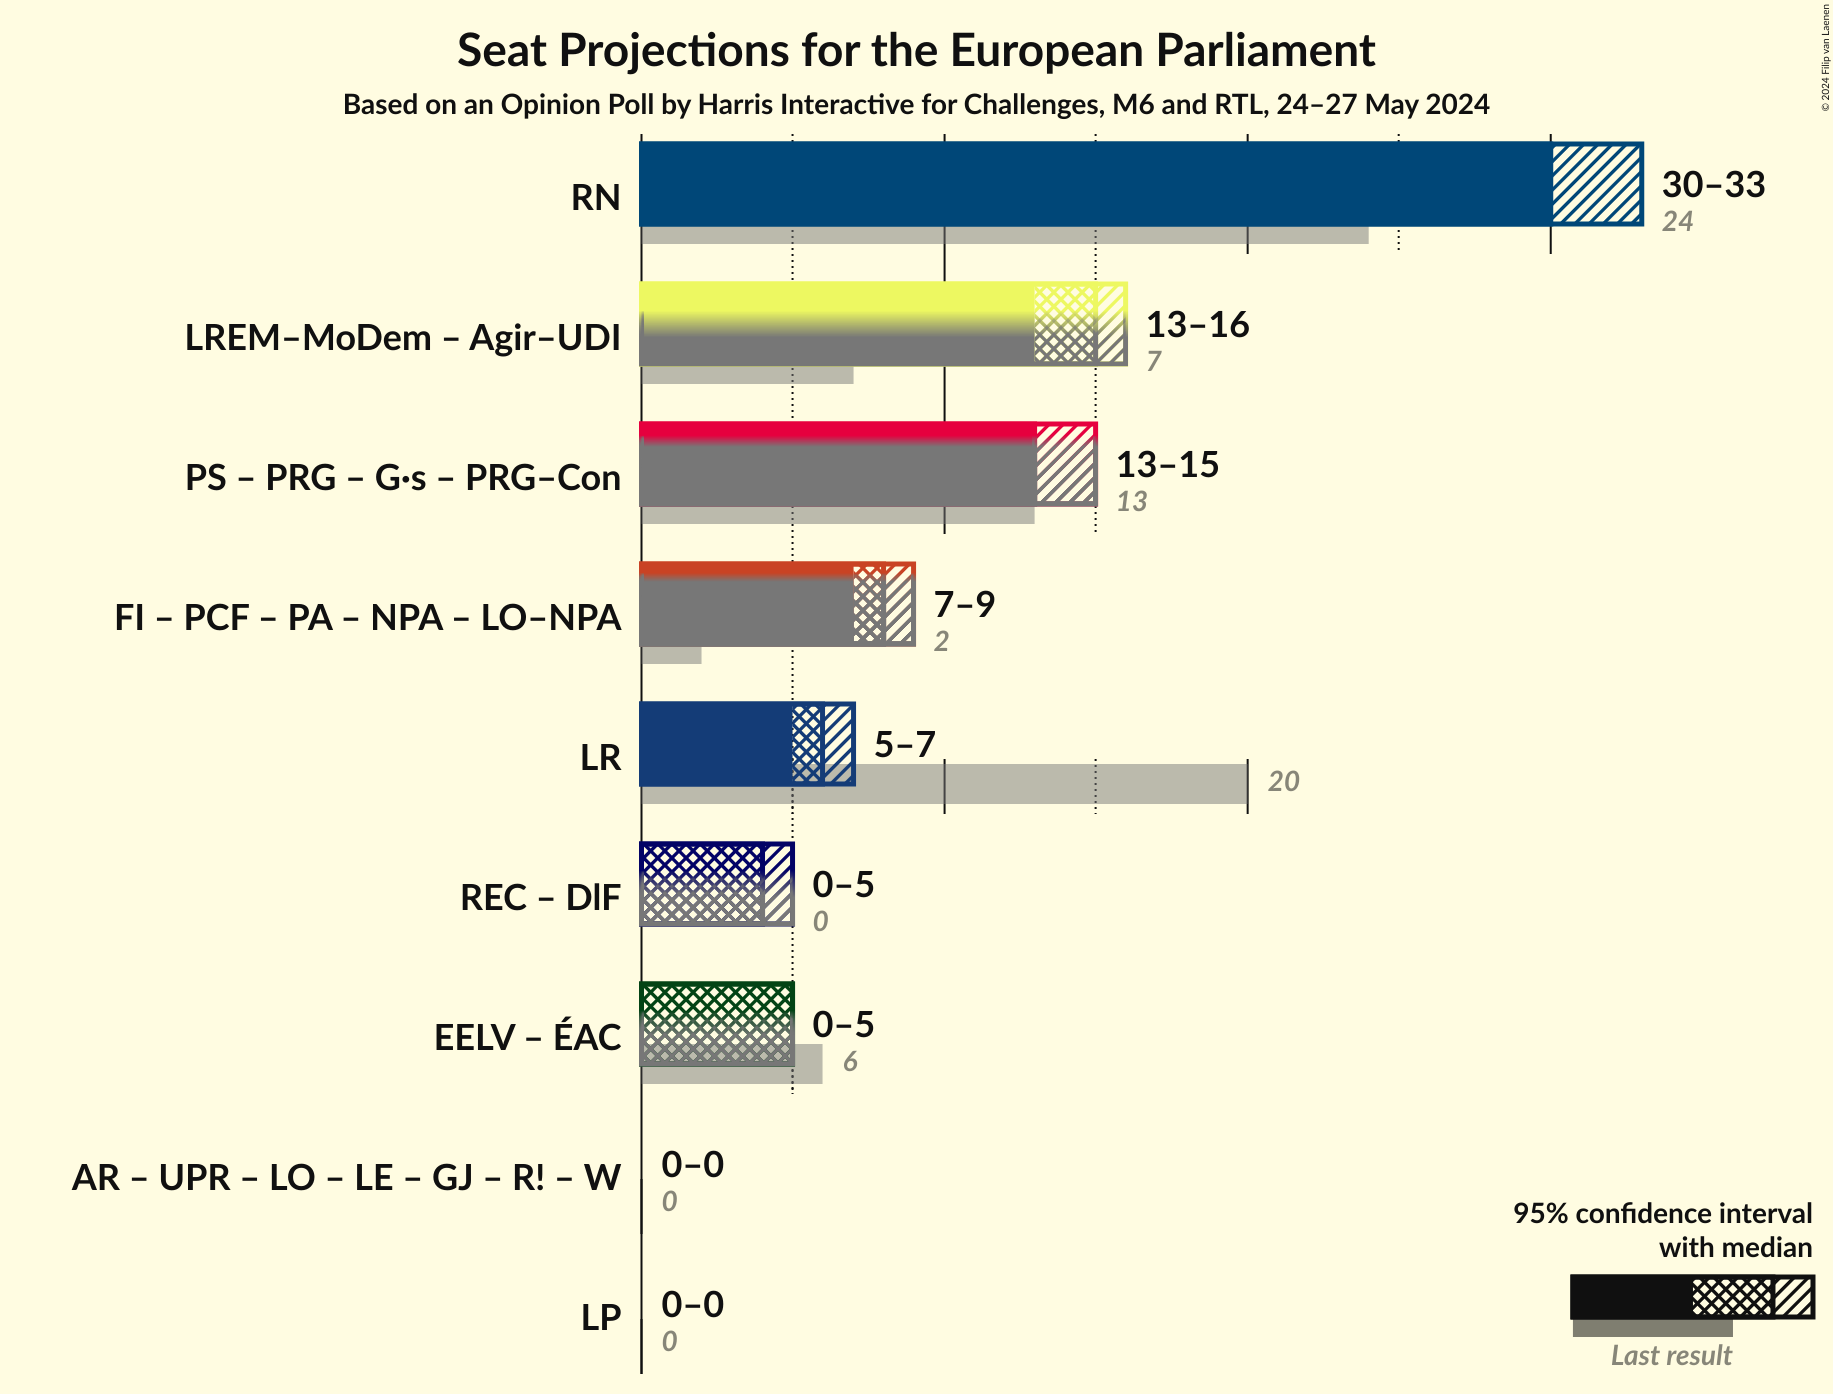 Seat Projections for the European Parliament
Based on an Opinion Poll by Harris Interactive for Challenges, M6 and RTL, 24–27 May 2024
© 2024 Filip van Laenen
RN
30–33
24
LREM–MoDem – Agir–UDI
13–16
7
PS – PRG – G·s – PRG–Con
13–15
13
FI – PCF – PA – NPA – LO–NPA
7–9
2
LR
5–7
20
REC – DlF
0–5
0
EELV – ÉAC
0–5
6
AR – UPR – LO – LE – GJ – R! – W
0–0
0
LP
0–0
0
95% confidence interval
with median
Last result